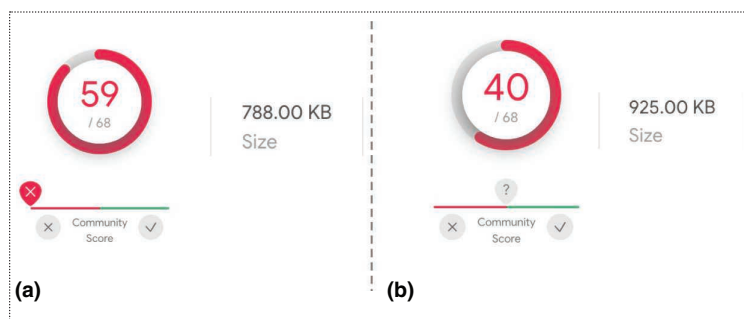 59
/ 68
788.00 KB
Size
Community
Score
(a)
40
/ 68
925.00 KB
Size
?
Community
Score
(b)